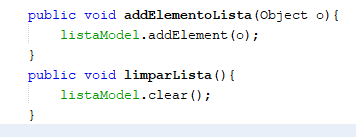 public void addElementoLista(Object o){
listaModel.addElement(o);
}
public void limparLista(){
listaModel.clear();
}